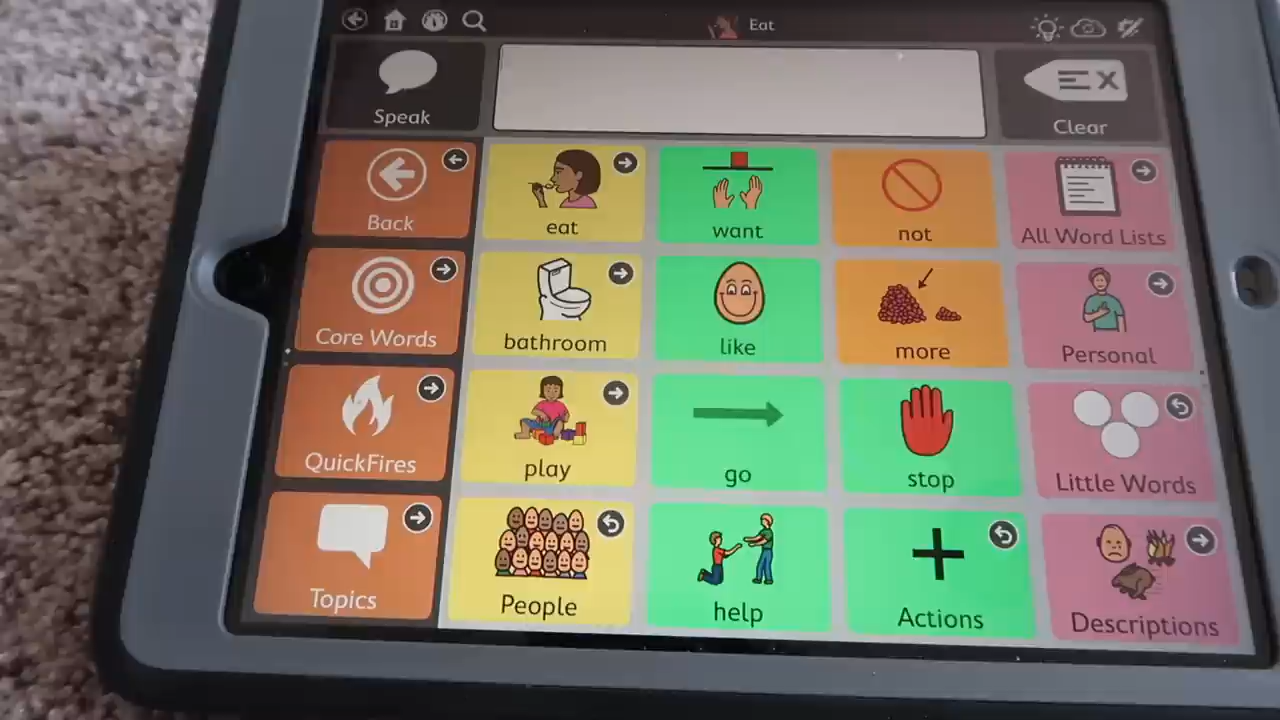 Eat
Speak
Clear
Back
eat
want
not
All Word Lists
Core Words
bathroom
like
more
Personal
QuickFires
play
go
stop
Little Words
Topics
People
help
Actions
Descriptions